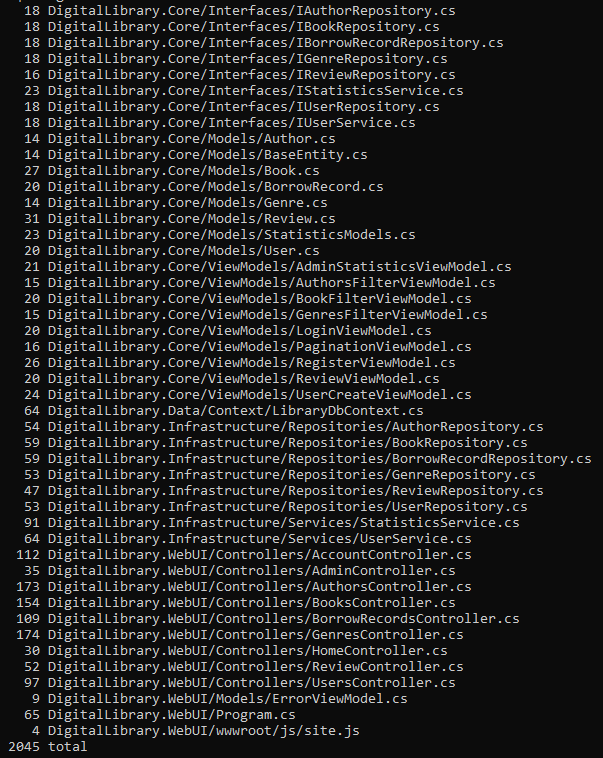 18 DigitalLibrary.Core/Interfaces/IAuthorRepository.cs
18 DigitalLibrary.Core/Interfaces/IBookRepository.cs
18 DigitalLibrary.Core/Interfaces/IBorrowRecordRepository.cs
18 DigitalLibrary.Core/Interfaces/IGenreRepository.cs
16 DigitalLibrary.Core/Interfaces/IReviewRepository.cs
23 DigitalLibrary.Core/Interfaces/IStatisticsService.cs
18 DigitalLibrary.Core/Interfaces/IUserRepository.cs
18 DigitalLibrary.Core/Interfaces/IUserService.cs
14 DigitalLibrary.Core/Models/Author.cs
14 DigitalLibrary.Core/Models/BaseEntity.cs
27 DigitalLibrary.Core/Models/Book.cs
20 DigitalLibrary.Core/Models/BorrowRecord.cs
14 DigitalLibrary.Core/Models/Genre.cs
31 DigitalLibrary.Core/Models/Review.cs
23 DigitalLibrary.Core/Models/StatisticsModels.cs
20 DigitalLibrary.Core/Models/User.cs
21 DigitalLibrary.Core/ViewModels/AdminStatisticsViewModel.cs
15 DigitalLibrary.Core/ViewModels/AuthorsFilterViewModel.cs
20 DigitalLibrary.Core/ViewModels/BookFilterViewModel.cs
15 DigitalLibrary.Core/ViewModels/GenresFilterViewModel.cs
20 DigitalLibrary.Core/ViewModels/LoginViewModel.cs
16 DigitalLibrary.Core/ViewModels/PaginationViewModel.cs
26 DigitalLibrary.Core/ViewModels/RegisterViewModel.cs
20 DigitalLibrary.Core/ViewModels/ReviewViewModel.cs
24 DigitalLibrary.Core/ViewModels/UserCreateViewModel.cs
64 DigitalLibrary.Data/Context/LibraryDbContext.cs
54 DigitalLibrary.Infrastructure/Repositories/AuthorRepository.cs
59 DigitalLibrary.Infrastructure/Repositories/BookRepository.cs
59 DigitalLibrary.Infrastructure/Repositories/BorrowRecordRepository.cs
53 DigitalLibrary.Infrastructure/Repositories/GenreRepository.cs
47 DigitalLibrary.Infrastructure/Repositories/ReviewRepository.cs
53 DigitalLibrary.Infrastructure/Repositories/UserRepository.cs
91 DigitalLibrary.Infrastructure/Services/StatisticsService.cs
64 DigitalLibrary.Infrastructure/Services/UserService.cs
112 DigitalLibrary.WebUI/Controllers/AccountController.cs
35 DigitalLibrary.WebUI/Controllers/AdminController.cs
173 DigitalLibrary.WebUI/Controllers/AuthorsController.cs
154 DigitalLibrary.WebUI/Controllers/BooksController.cs
109 DigitalLibrary.WebUI/Controllers/BorrowRecordsController.cs
174 DigitalLibrary.WebUI/Controllers/GenresController.cs
30 DigitalLibrary.WebUI/Controllers/HomeController.cs
52 DigitalLibrary.WebUI/Controllers/ReviewController.cs
97 DigitalLibrary.WebUI/Controllers/UsersController.cs
9 DigitalLibrary.WebUI/Models/ErrorViewModel.cs
65 DigitalLibrary.WebUI/Program.cs
4 DigitalLibrary.WebUI/wwwroot/js/site.js
2045 total